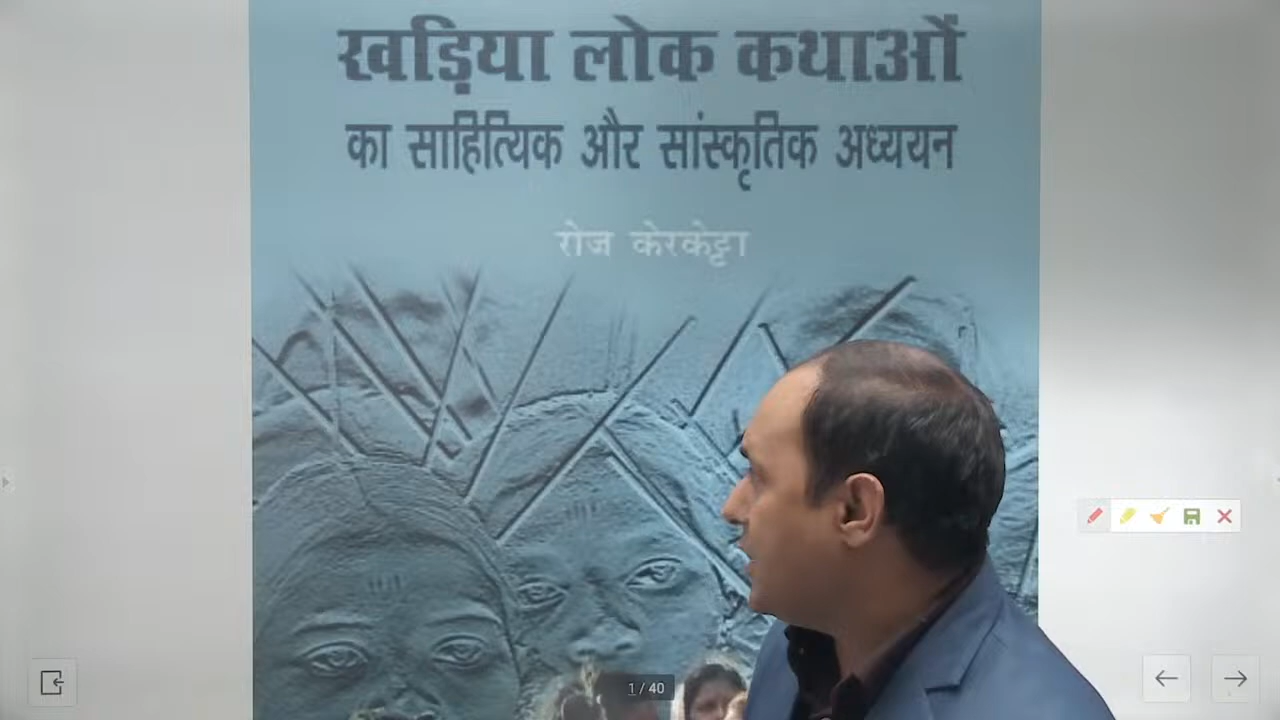 खड़िया लोक कथाओं
का साहित्यिक और सांस्कृतिक अध्ययन
रोज केरकेट्टा
1 / 40